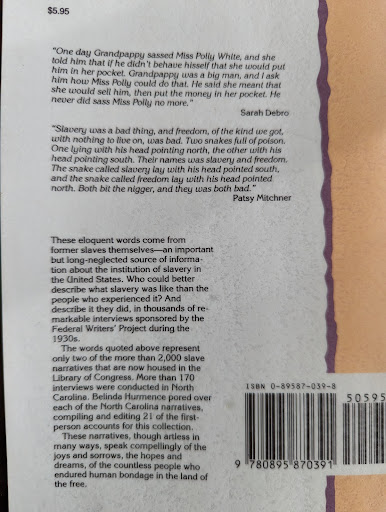 $5.95
"One day Grandpappy sassed Miss Polly White, and she
told him that if he didn't behave hisself that she would put
him in her pocket. Grandpappy was a big man, and I ask
him how Miss Polly could do that. He said she meant that
she would sell him, then put the money in her pocket. He
never did sass Miss Polly no more."
Sarah Debro
"Slavery was a bad thing, and freedom, of the kind we got,
with nothing to live on, was bad. Two snakes full of poison.
One lying with his head pointing north, the other with his
head pointing south. Their names was slavery and freedom.
The snake called slavery lay with his head pointed south,
and the snake called freedom lay with his head pointed
north. Both bit the nigger, and they was both bad."
Patsy Mitchner
These eloquent words come from
former slaves themselves—an important
but long-neglected source of informa-
tion about the institution of slavery in
the United States. Who could better
describe what slavery was like than the
people who experienced it? And
describe it they did, in thousands of re-
markable interviews sponsored by the
Federal Writers' Project during the
1930s.
The words quoted above represent
only two of the more than 2,000 slave
narratives that are now housed in the
Library of Congress. More than 170
interviews were conducted in North
Carolina. Belinda Hurmence pored over
each of the North Carolina narratives,
compiling and editing 21 of the first-
person accounts for this collection.
These narratives, though artless in
many ways, speak compellingly of the
joys and sorrows, the hopes and
dreams, of the countless people who
endured human bondage in the land of
the free.
ISBN 0-89587-039-8
50595
9 780895 870391